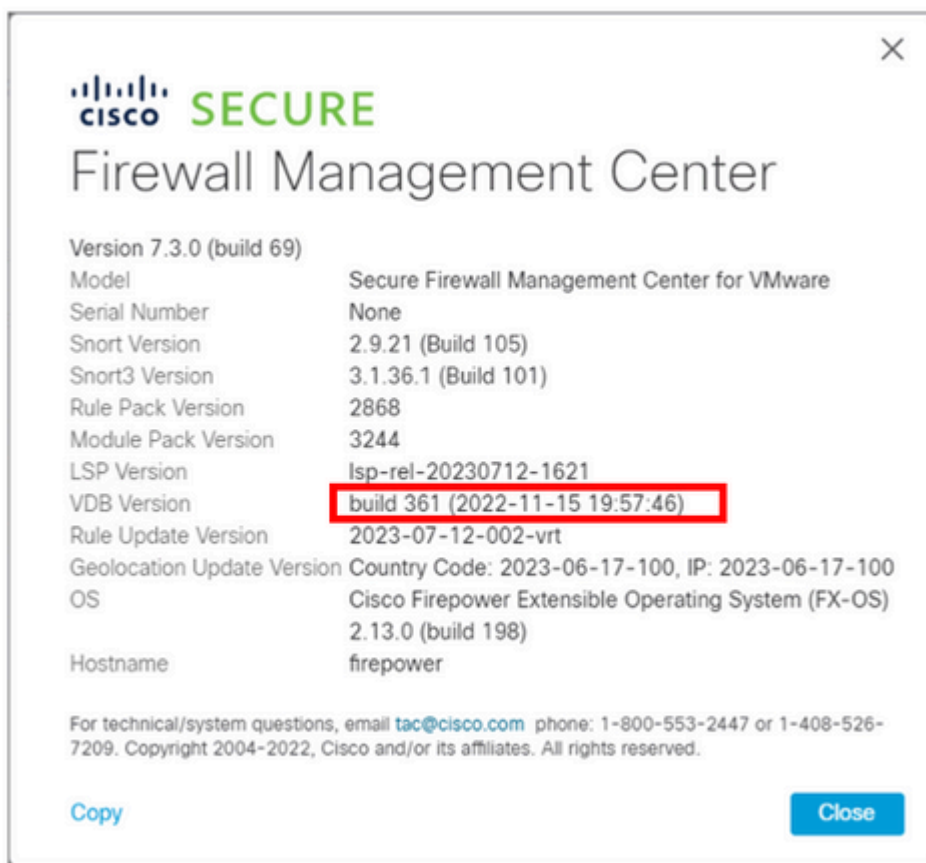 CISCO SECURE
Firewall Management Center
Version 7.3.0 (build 69)
Model Secure Firewall Management Center for VMware
Serial Number None
Snort Version 2.9.21 (Build 105)
Snort3 Version 3.1.36.1 (Build 101)
Rule Pack Version 2868
Module Pack Version 3244
LSP Version lsp-rel-20230712-1621
VDB Version build 361 (2022-11-15 19:57:46)
Rule Update Version 2023-07-12-002-vrt
Geolocation Update Version Country Code: 2023-06-17-100, IP: 2023-06-17-100
OS Cisco Firepower Extensible Operating System (FX-OS)
2.13.0 (build 198)
Hostname firepower
For technical/system questions, email tac@cisco.com phone: 1-800-553-2447 or 1-408-526-
7209. Copyright 2004-2022, Cisco and/or its affiliates. All rights reserved.
Copy Close